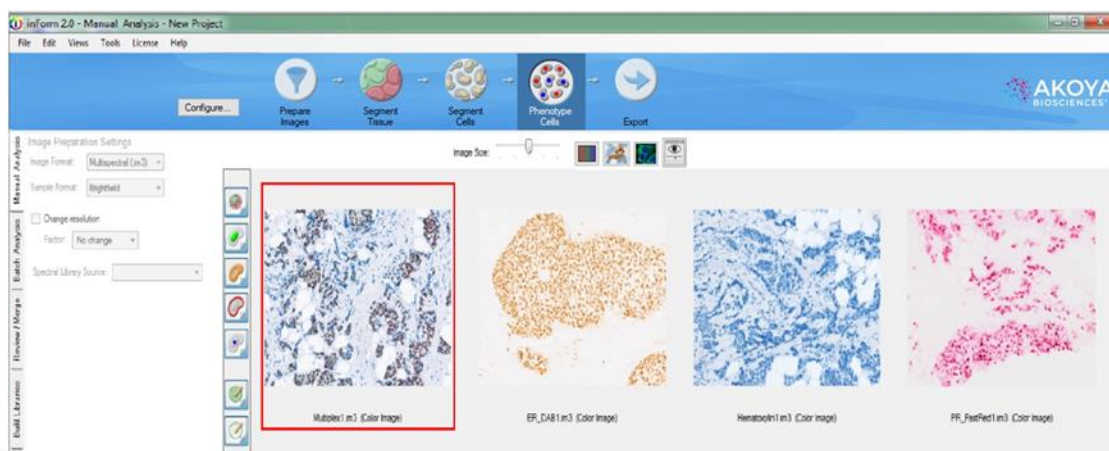 inForm 2.0 - Manual Analysis - New Project
File Edit Views Tools License Help
Configure...
Prepare
Images
Segment
Tissue
Segment
Cells
Phenotype
Cells
Export
AKOYA
BIOSCIENCES
Manual Analysis
Batch Analysis
Review / Merge
Build Libraries
Image Preparation Settings
Image Format: Multispectral (.im3)
Sample Format: Brightfield
Change resolution
Factor: No change
Spectral Library Source:
Image Size:
Multiplex1.im3 (Color Image)
ER_DAB1.im3 (Color Image)
Hematoxylin1.im3 (Color Image)
PR_FastRed1.im3 (Color Image)